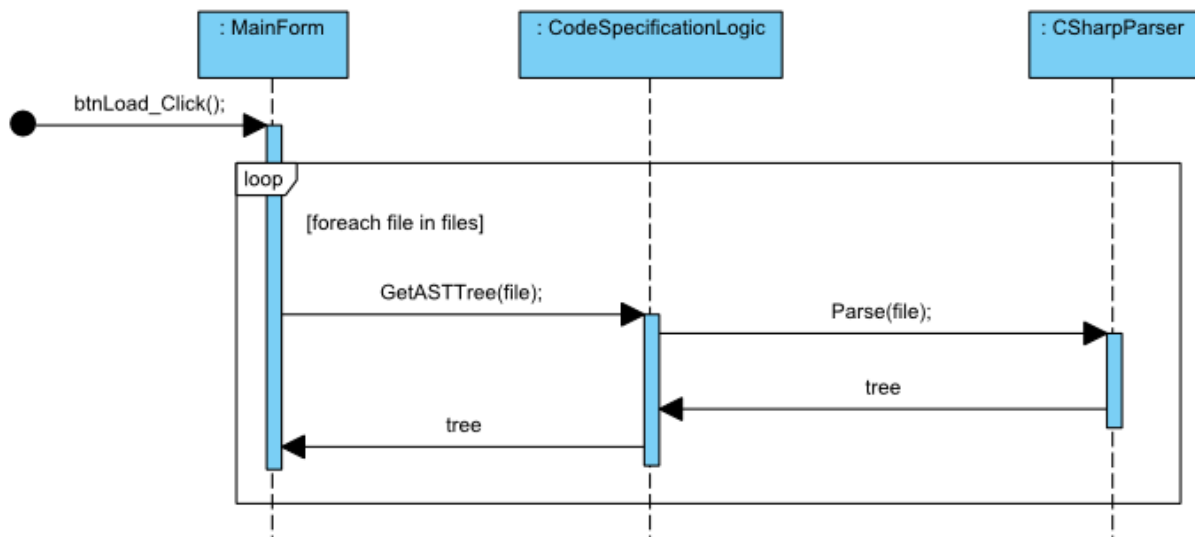 : MainForm
: CodeSpecificationLogic
: CSharpParser
btnLoad_Click();
loop
[foreach file in files]
GetASTTree(file);
Parse(file);
tree
tree